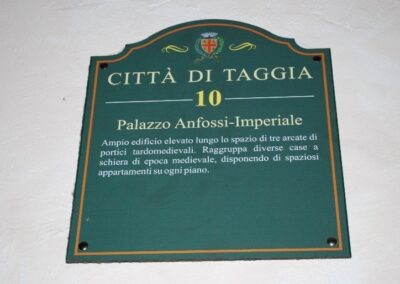 CITTÀ DI TAGGIA
10
Palazzo Anfossi-Imperiale
Ampio edificio elevato lungo lo spazio di tre arcate di
portici tardomedievali. Raggruppa diverse case a
schiera di epoca medievale, disponendo di spaziosi
appartamenti su ogni piano.